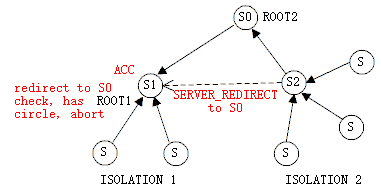 S0 ROOT2
ACC
S1
S2
S
redirect to S0
check, has ROOT1
circle, abort
SERVER_REDIRECT
to S0
S
S
S
S
ISOLATION 1
ISOLATION 2